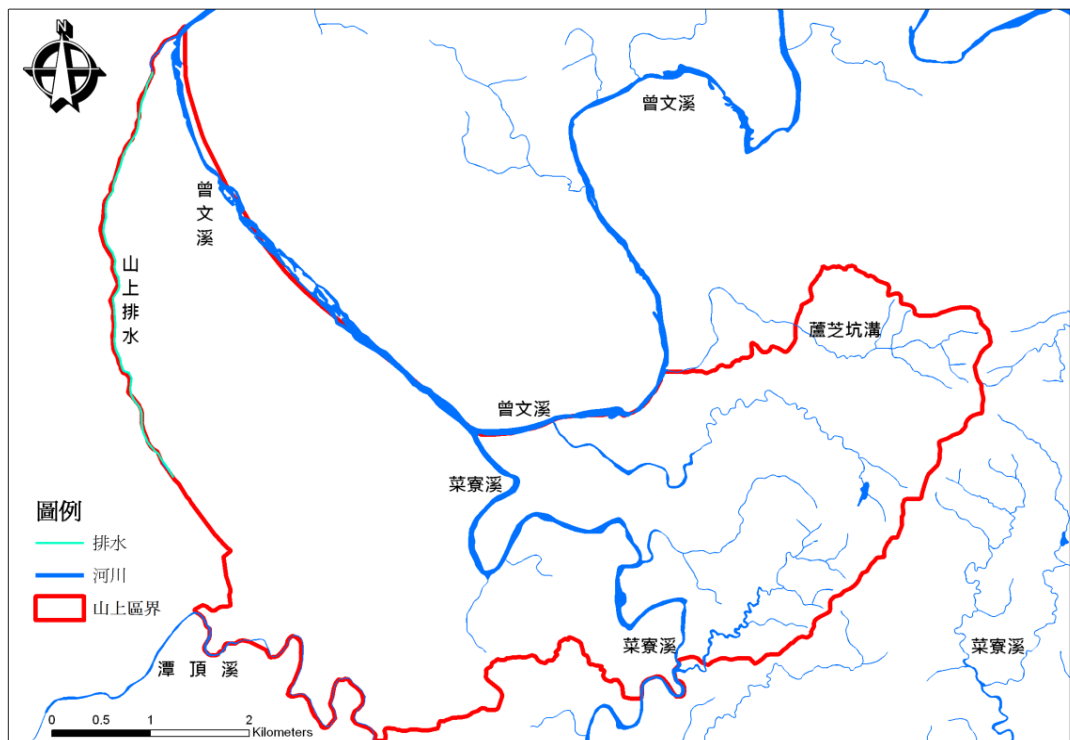 N
曾文溪
曾文溪
山上排水
蘆芝坑溝
曾文溪
菜寮溪
圖例
排水
河川
山上區界
菜寮溪
菜寮溪
潭頂溪
0 0.5 1 2
Kilometers